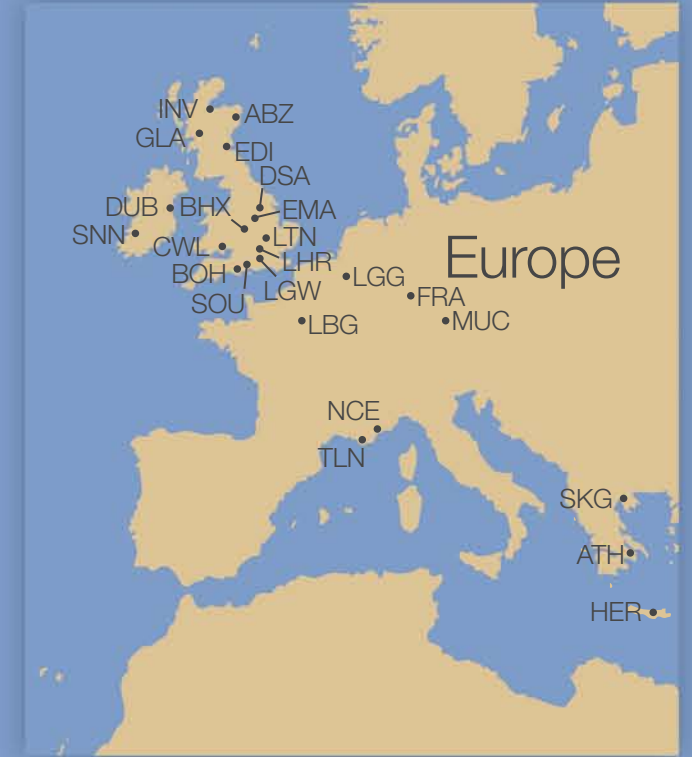 INV
ABZ
GLA
EDI
DSA
DUB
BHX
EMA
SNN
CWL
LTN
LHR
BOH
LGW
SOU
Europe
LGG
FRA
LBG
MUC
NCE
TLN
SKG
ATH
HER